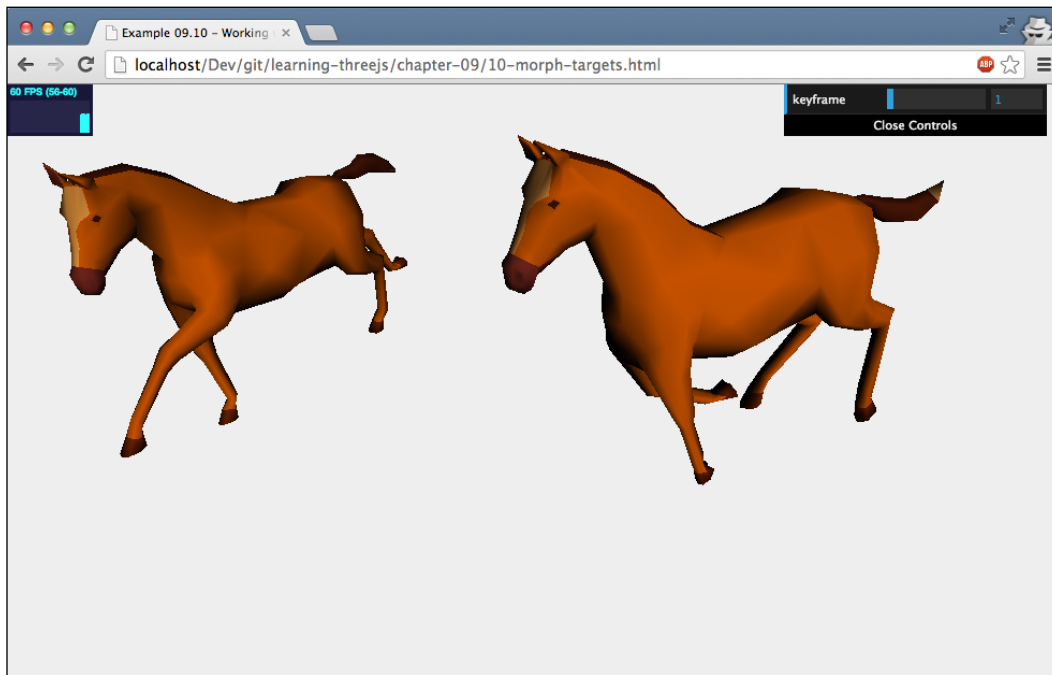 Example 09.10 – Working
localhost/Dev/git/learning-threejs/chapter-09/10-morph-targets.html
ABP
60 FPS (56-60)
keyframe 1
Close Controls